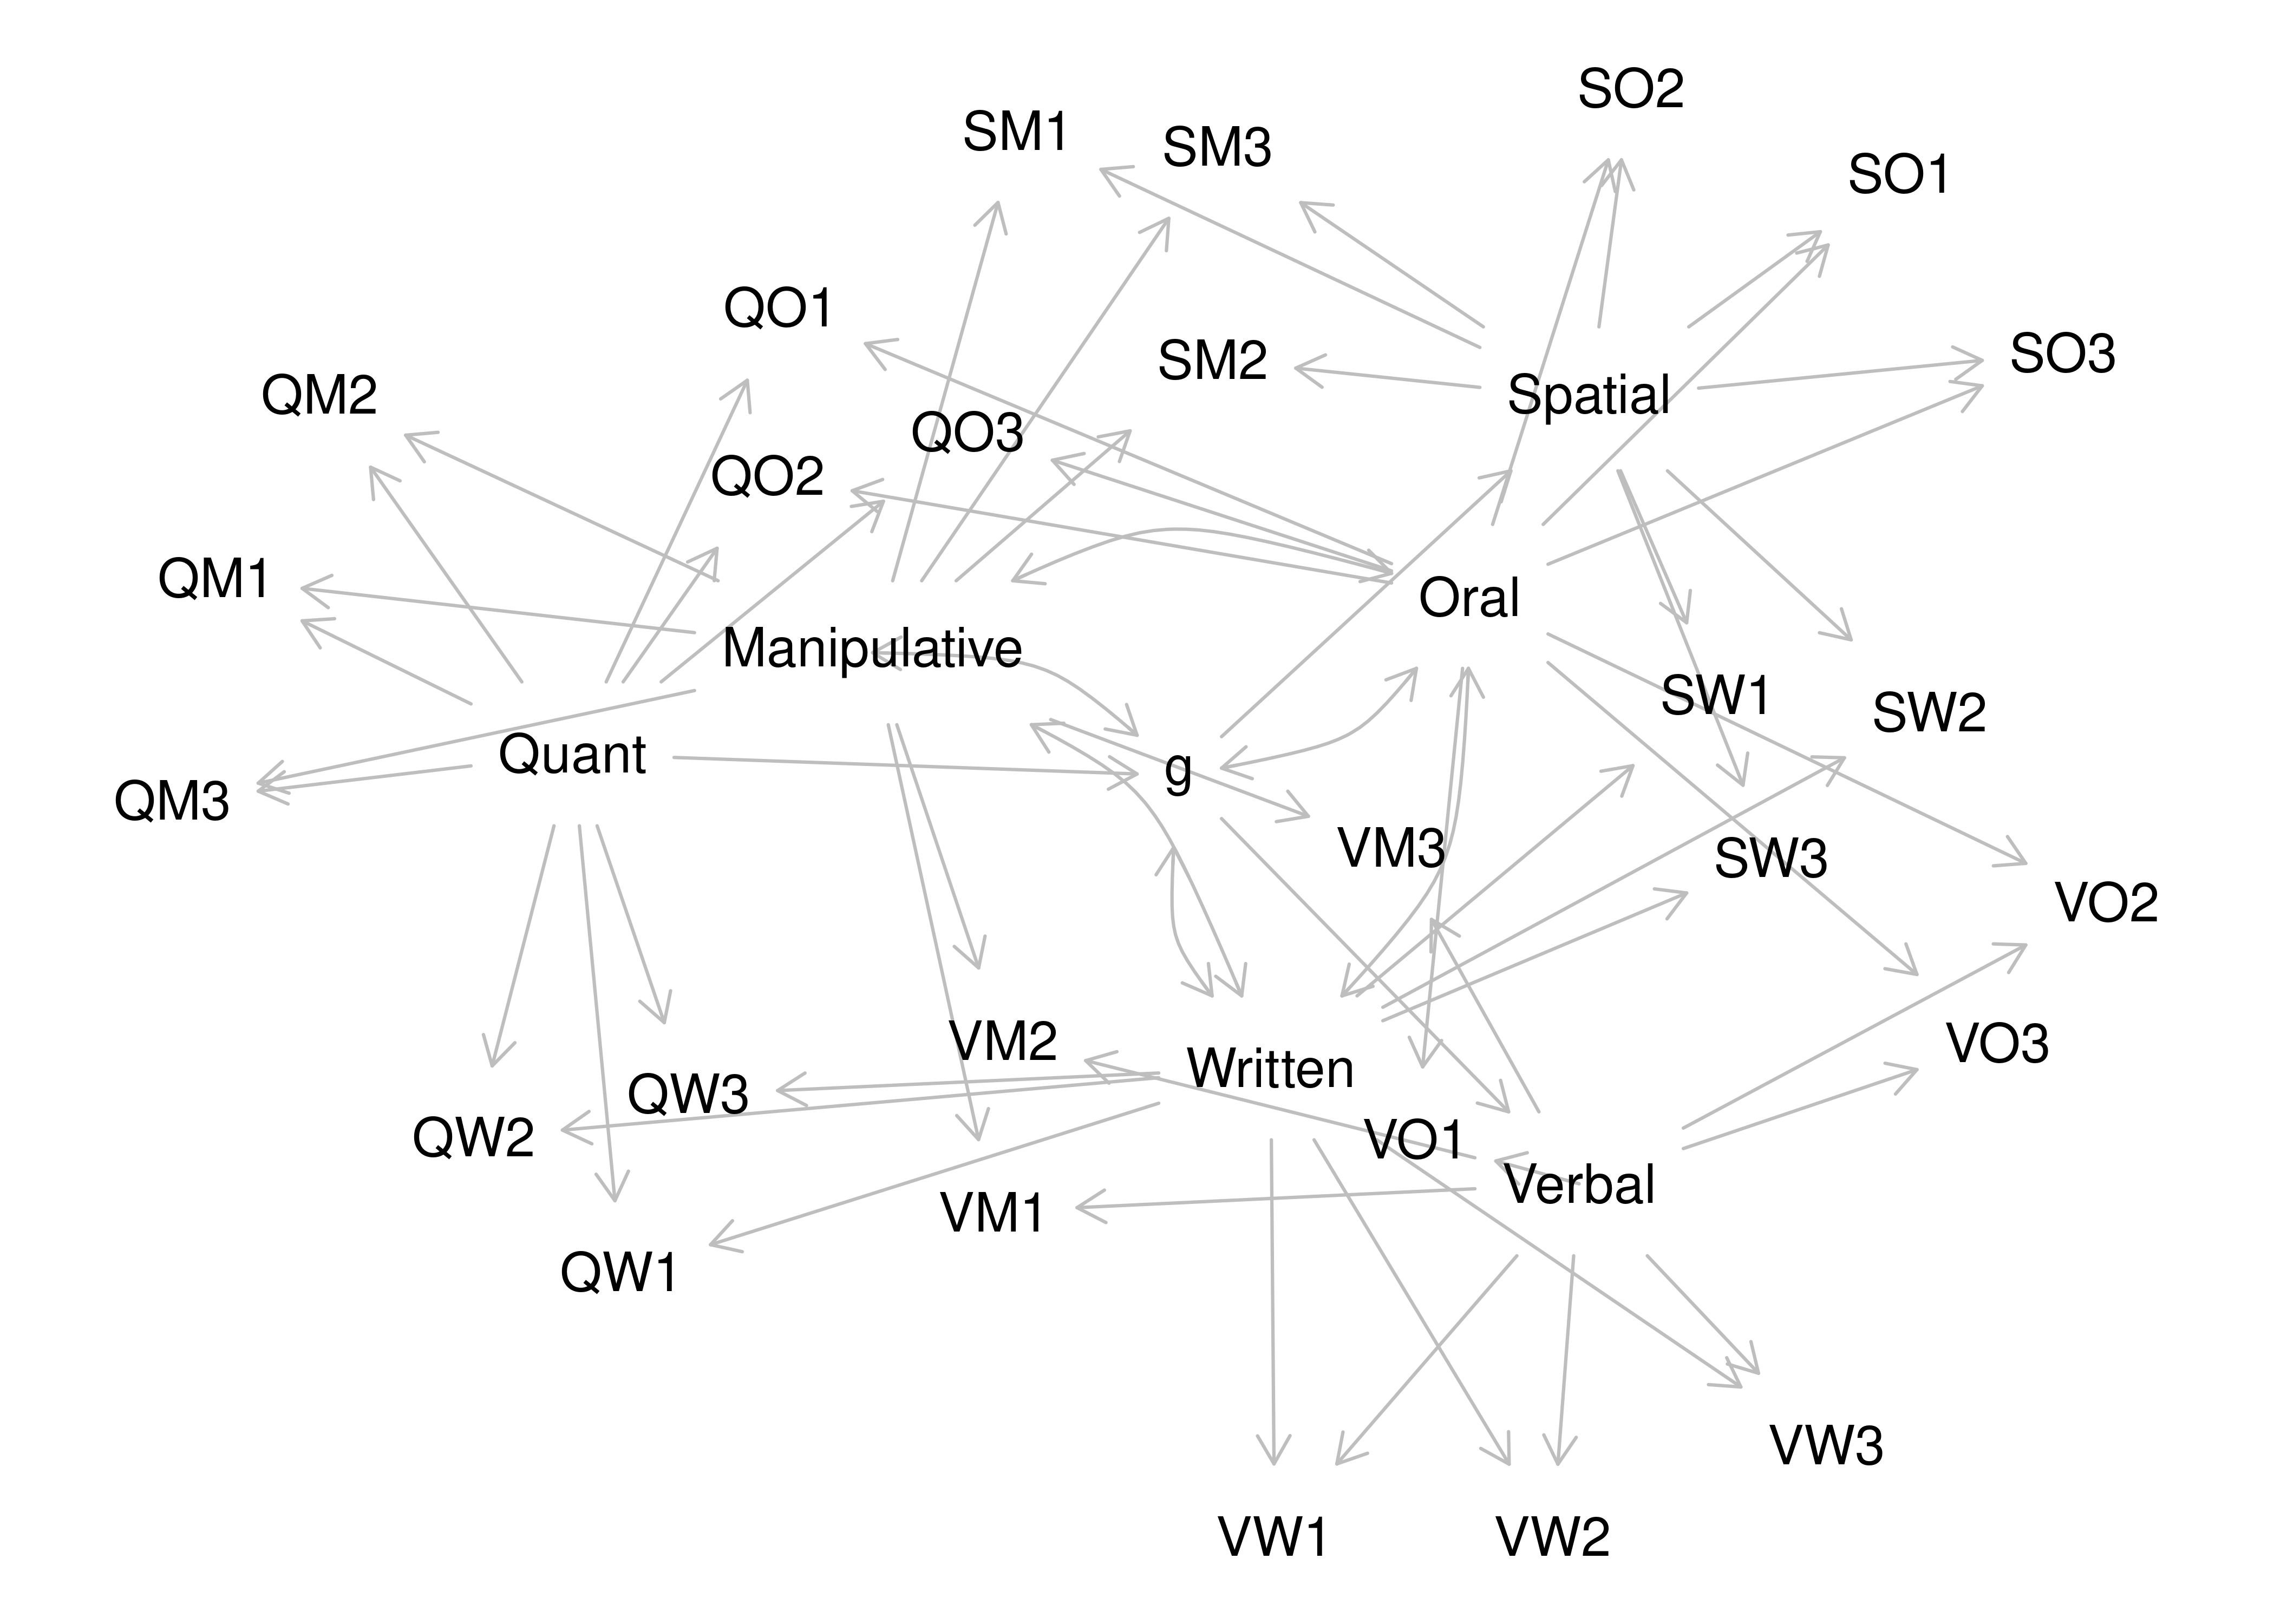 SO2
SM1
SM3
SO1
QO1
SM2
SO3
QM2
Spatial
QO3
QO2
QM1
Oral
Manipulative
SW1
SW2
Quant
g
QM3
VM3
SW3
VO2
VM2
VO3
Written
QW3
QW2
VO1
Verbal
VM1
QW1
VW3
VW1
VW2